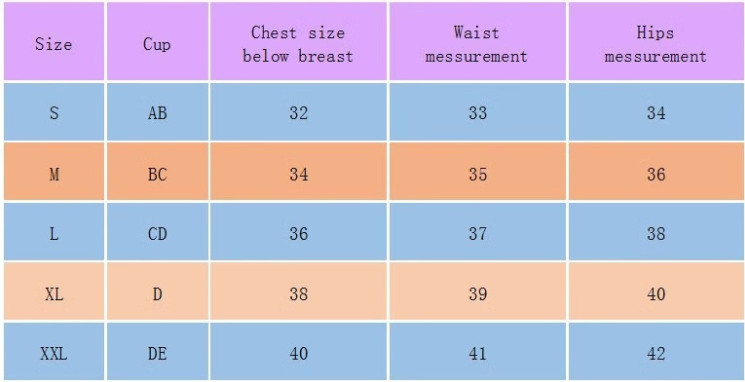 Size Cup Chest size below breast Waist messurement Hips messurement
S AB 32 33 34
M BC 34 35 36
L CD 36 37 38
XL D 38 39 40
XXL DE 40 41 42